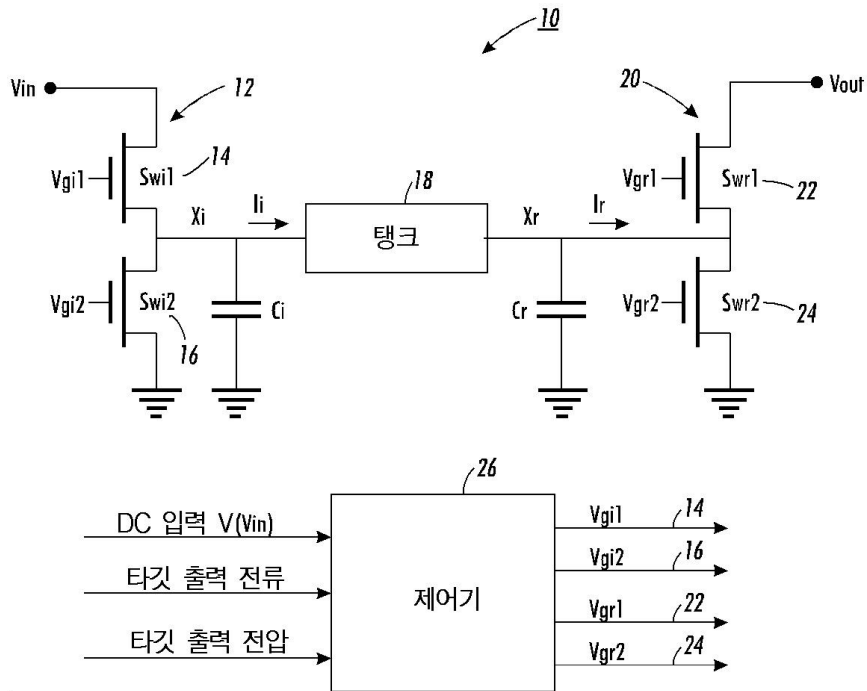 10
Vin
12
20
Vout
Vgi1
Swi1
14
18
Vgr1
Swr1
22
Xi
Ii
탱크
Xr
Ir
Vgi2
Swi2
16
Ci
Cr
Vgr2
Swr2
24
26
DC 입력 V(Vin)
타깃 출력 전류
타깃 출력 전압
제어기
Vgi1
14
Vgi2
16
Vgr1
22
Vgr2
24